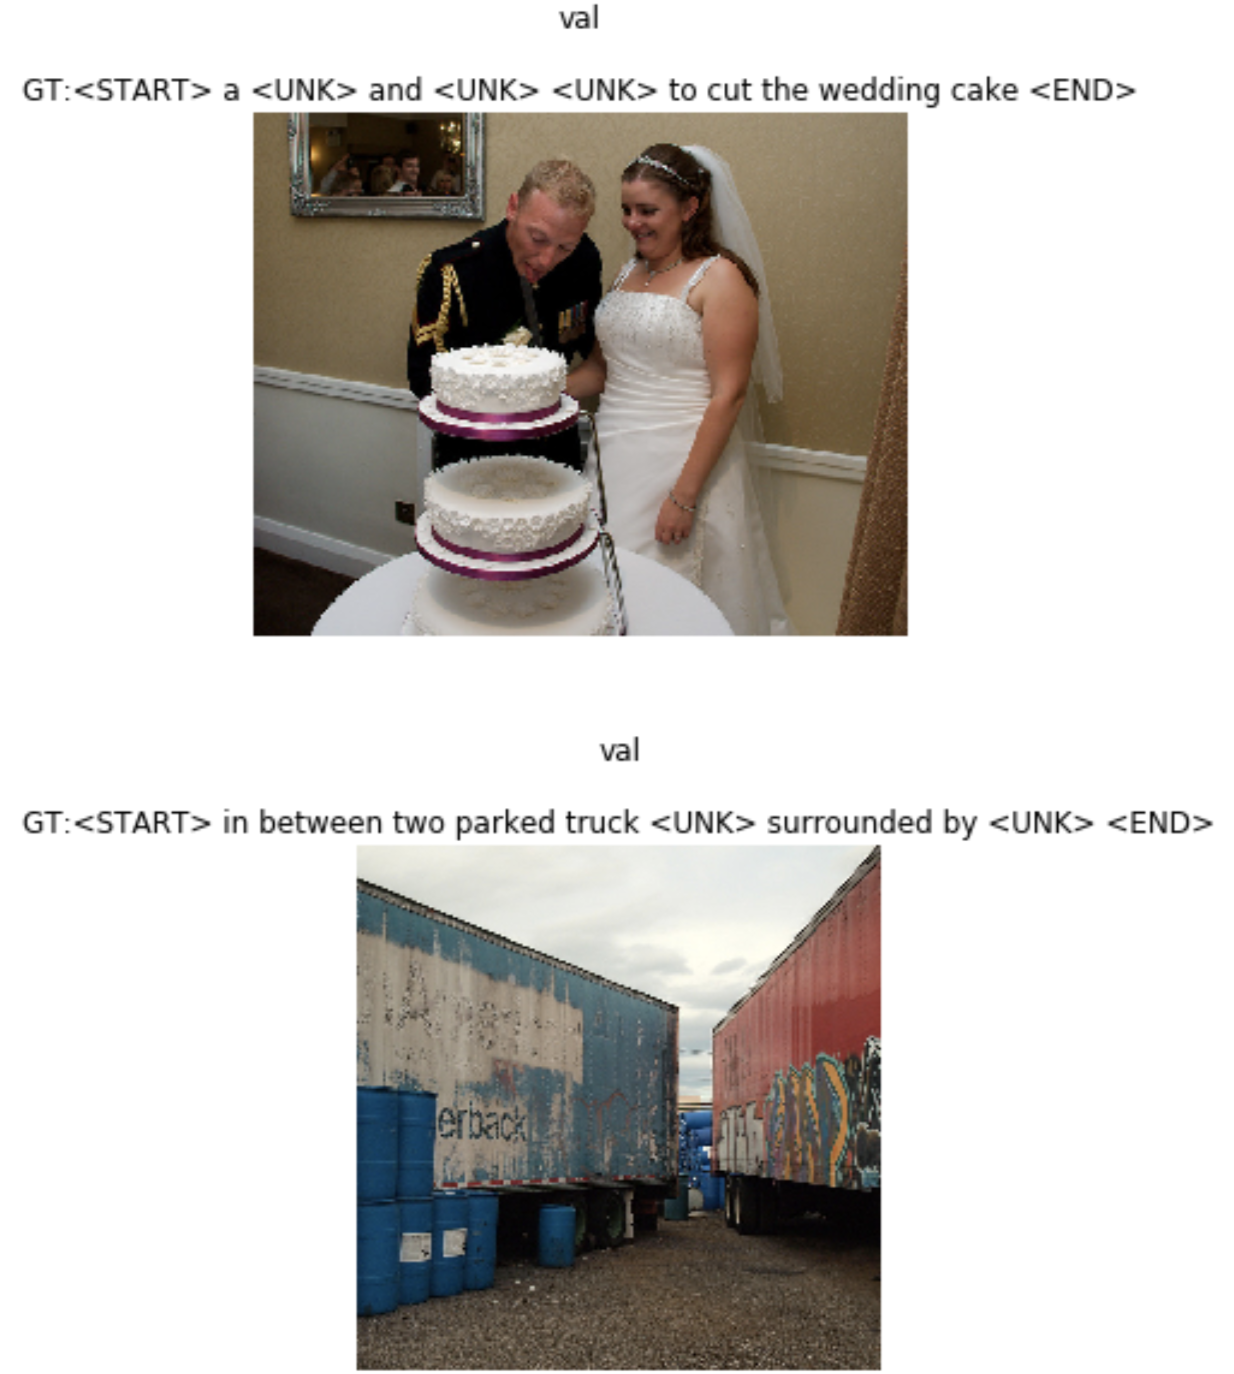 val
GT:<START> a <UNK> and <UNK> <UNK> to cut the wedding cake <END>
val
GT:<START> in between two parked truck <UNK> surrounded by <UNK> <END>
erback